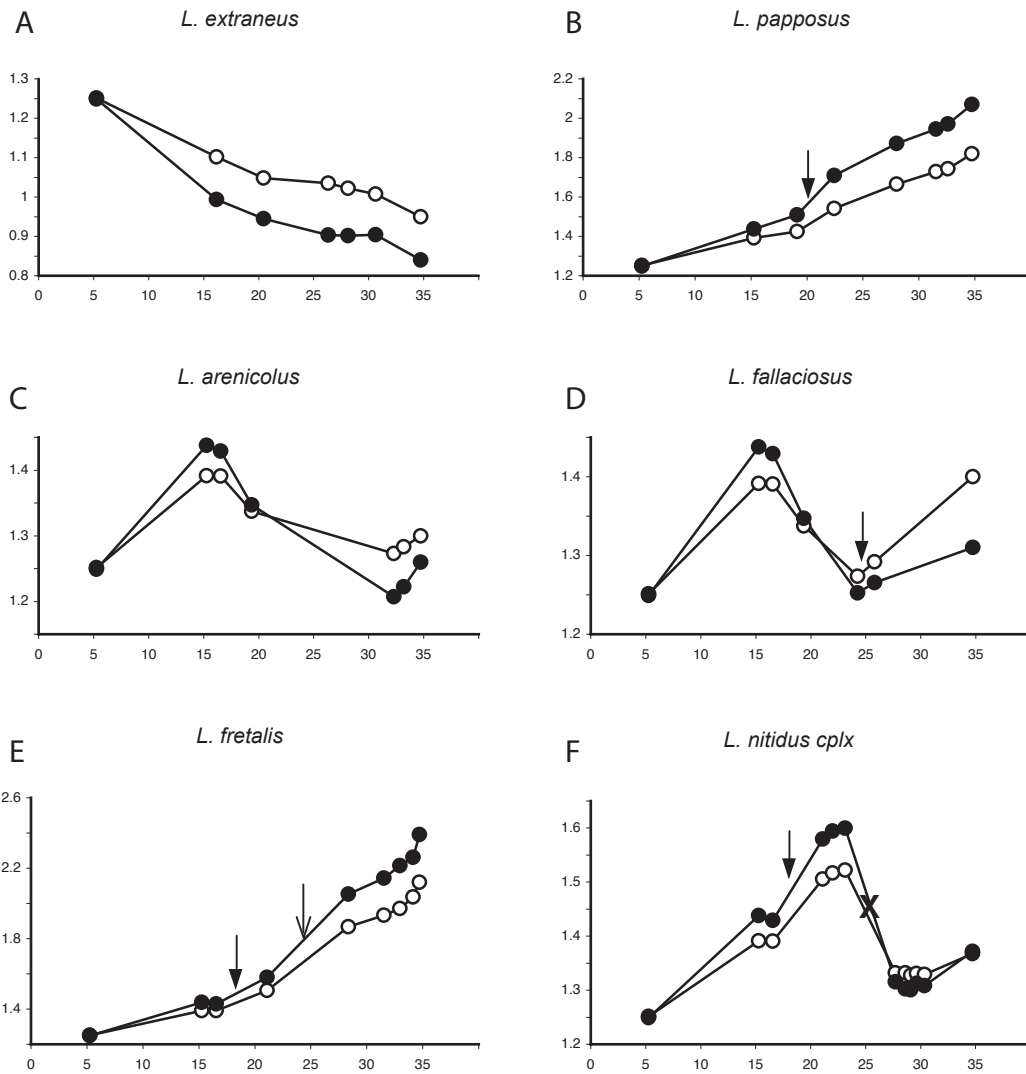 A
L. extraneus
1.3
1.2
1.1
1
0.9
0.8
0 5 10 15 20 25 30 35
B
L. papposus
2.2
2
1.8
1.6
1.4
1.2
0 5 10 15 20 25 30 35
C
L. arenicolus
1.4
1.3
1.2
0 5 10 15 20 25 30 35
D
L. fallaciosus
1.4
1.3
1.2
0 5 10 15 20 25 30 35
E
L. fretalis
2.6
2.2
1.8
1.4
0 5 10 15 20 25 30 35
F
L. nitidus cplx
1.6
1.5
1.4
1.3
1.2
X
0 5 10 15 20 25 30 35